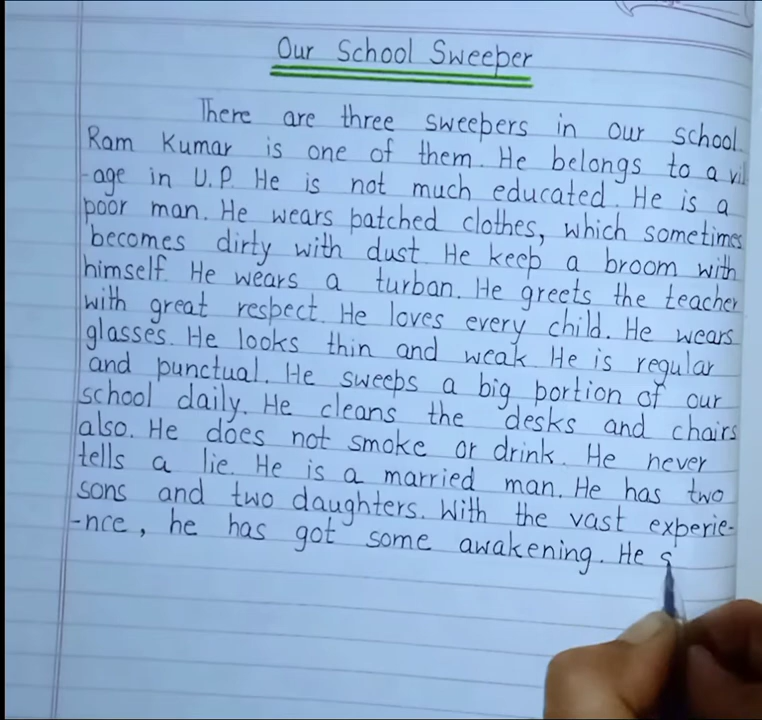 Our School Sweeper
There are three sweepers in our school
Ram Kumar is one of them. He belongs to a vil
-age in U.P. He is not much educated. He is a
poor man. He wears patched clothes, which sometimes
becomes dirty with dust. He keep a broom with
himself. He wears a turban. He greets the teacher
with great respect. He loves every child. He wears
glasses. He looks thin and weak. He is regular
and punctual. He sweeps a big portion of our
school daily. He cleans the desks and chairs
also. He does not smoke or drink. He never
tells a lie. He is a married man. He has two
sons and two daughters. With the vast experie-
-nce, he has got some awakening. He s